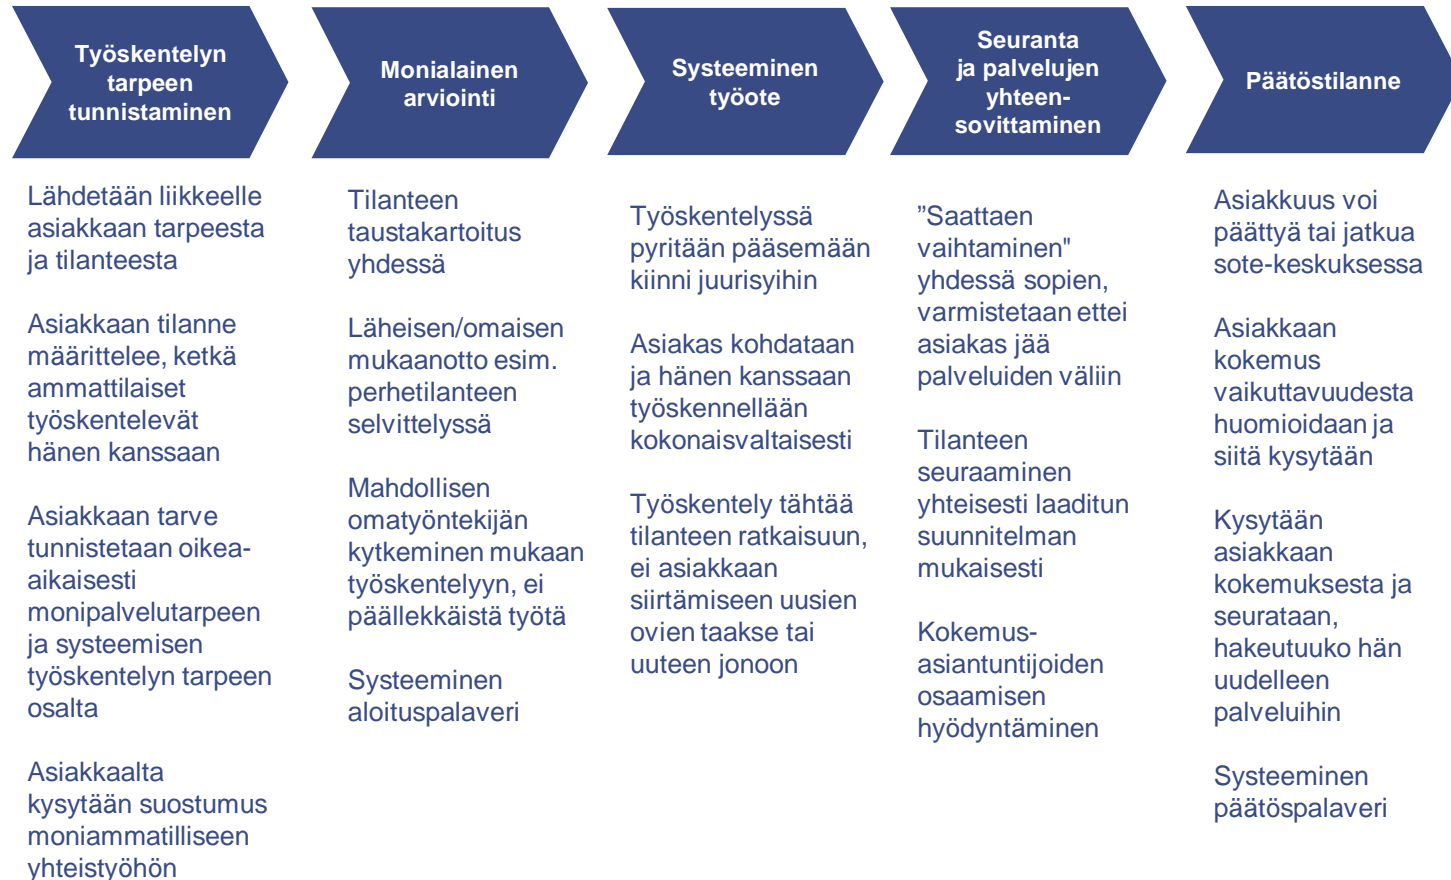 Työskentelyn
tarpeen
tunnistaminen
Monialainen
arviointi
Systeeminen
työote
Seuranta
ja palvelujen
yhteen-
sovittaminen
Päätöstilanne
Lähdetään liikkeelle
asiakkaan tarpeesta
ja tilanteesta
Asiakkaan tilanne
määrittelee, ketkä
ammattilaiset
työskentelevät
hänen kanssaan
Asiakkaan tarve
tunnistetaan oikea-
aikaisesti
monipalvelutarpeen
ja systeemisen
työskentelyn tarpeen
osalta
Asiakkaalta
kysytään suostumus
moniammatilliseen
yhteistyöhön
Tilanteen
taustakartoitus
yhdessä
Läheisen/omaisen
mukaanotto esim.
perhetilanteen
selvittelyssä
Mahdollisen
omatyöntekijän
kytkeminen mukaan
työskentelyyn, ei
päällekkäistä työtä
Systeeminen
aloituspalaveri
Työskentelyssä
pyritään pääsemään
kiinni juurisyihin
Asiakas kohdataan
ja hänen kanssaan
työskennellään
kokonaisvaltaisesti
Työskentely tähtää
tilanteen ratkaisuun,
ei asiakkaan
siirtämiseen uusien
ovien taakse tai
uuteen jonoon
”Saattaen
vaihtaminen"
yhdessä sopien,
varmistetaan ettei
asiakas jää
palveluiden väliin
Tilanteen
seuraaminen
yhteisesti laaditun
suunnitelman
mukaisesti
Kokemus-
asiantuntijoiden
osaamisen
hyödyntäminen
Asiakkuus voi
päättyä tai jatkua
sote-keskuksessa
Asiakkaan
kokemus
vaikuttavuudesta
huomioidaan ja
siitä kysytään
Kysytään
asiakkaan
kokemuksesta ja
seurataan,
hakeutuuko hän
uudelleen
palveluihin
Systeeminen
päätöspalaveri